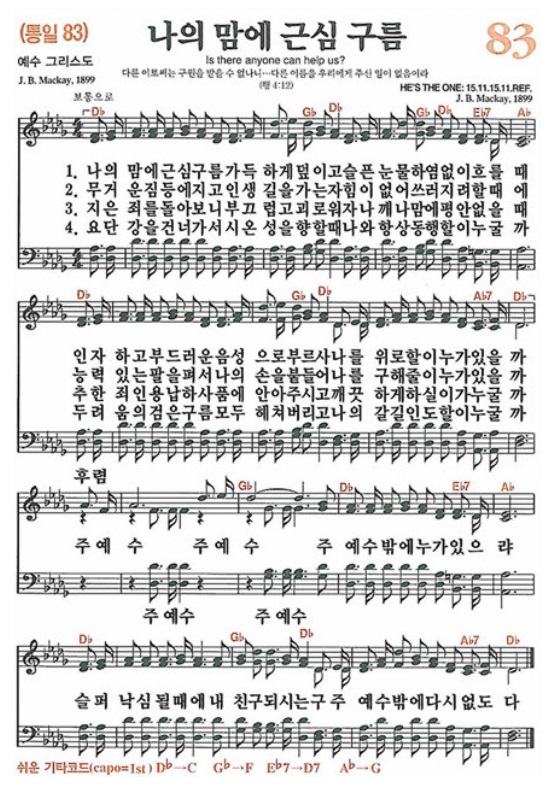 (통일 83)
나의 맘에 근심 구름
83
Is there anyone can help us?
예수 그리스도
다른 이로써는 구원을 받을 수 없나니…다른 이름을 우리에게 주신 일이 없음이라
(행 4:12)
J. B. Mackay, 1899
HE'S THE ONE: 15.11.15.11.REF.
J. B. Mackay, 1899
보통으로
D♭ G♭ D♭ E♭7 A♭
1. 나의 맘에근심구름가득 하게덮이고슬픈눈물하염없이흐를 때
2. 무거 운짐등에지고인생 길을가는자힘이없어쓰러지려할때 에
3. 지은 죄를돌아보니부끄 럽고괴로워자나깨나맘에평안없을 때
4. 요단 강을건너가서시온 성을향할때나와항상동행할이누굴 까
D♭ G♭ D♭ A♭7 D♭
인자 하고부드러운음성 으로부르사나를 위로할이누가있을 까
능력 있는팔을펴서나의 손을붙들어나를 구해줄이누가있을 까
추한 죄인용납하사품에 안아주시고깨끗 하게하실이가누굴 까
두려 움의검은구름모두 헤쳐버리고나의 갈길인도할이누굴 까
후렴
G♭ D♭ E♭7 A♭
주예수 주예수 주 예수밖에누가있으 랴
주예수 주예수
D♭ G♭ D♭ A♭7 D♭
슬퍼 낙심될때에내 친구되시는구주 예수밖에다시없도 다
쉬운 기타코드(capo=1st) D♭→C G♭→F E♭7→D7 A♭→G